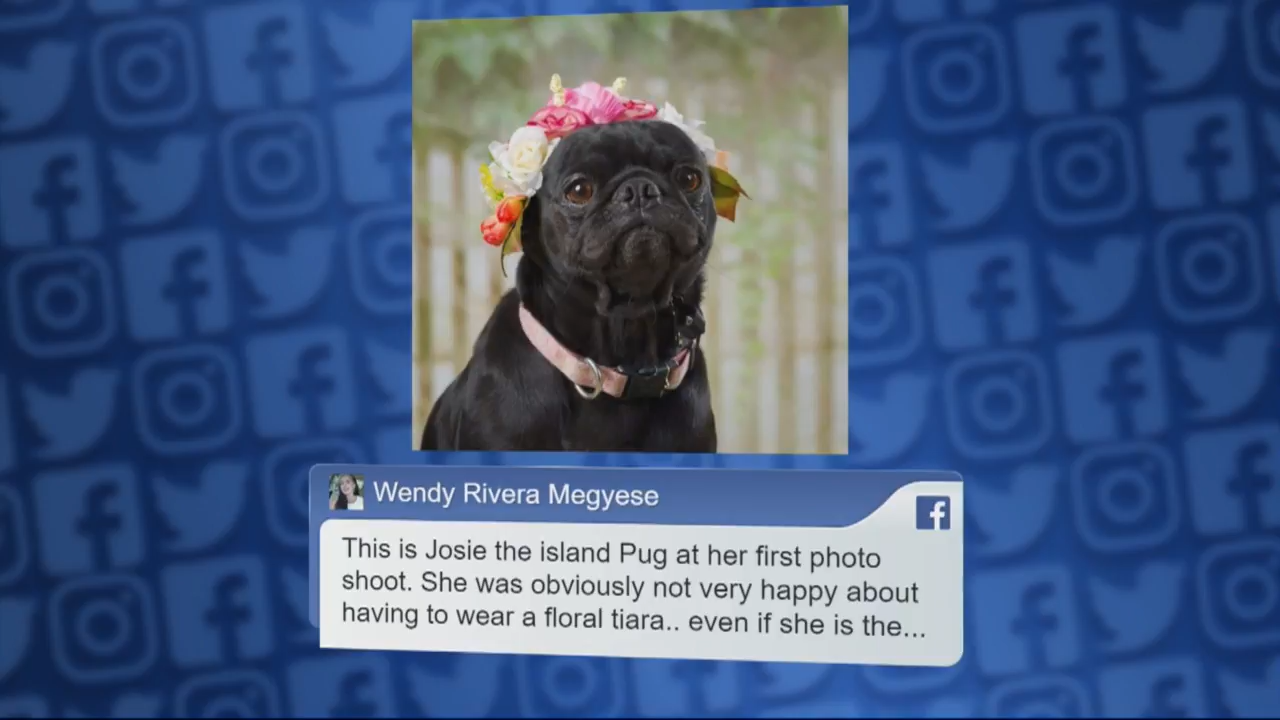 Wendy Rivera Megyese
This is Josie the island Pug at her first photo
shoot. She was obviously not very happy about
having to wear a floral tiara.. even if she is the...